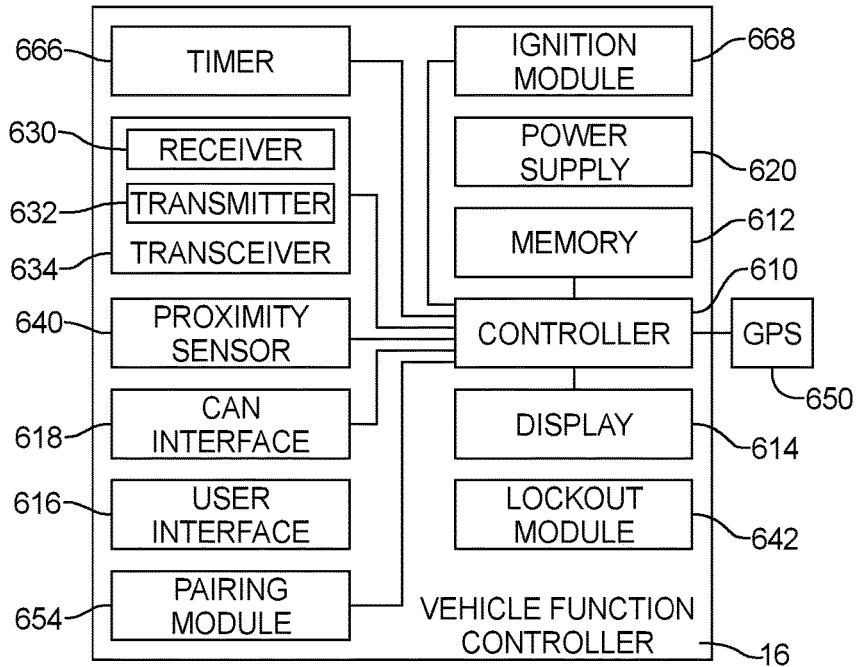 666
TIMER
630
RECEIVER
632
TRANSMITTER
634
TRANSCEIVER
640
PROXIMITY
SENSOR
618
CAN
INTERFACE
616
USER
INTERFACE
654
PAIRING
MODULE
IGNITION
MODULE
668
POWER
SUPPLY
620
MEMORY
612
CONTROLLER
610
GPS
650
DISPLAY
614
LOCKOUT
MODULE
642
VEHICLE FUNCTION
CONTROLLER
16